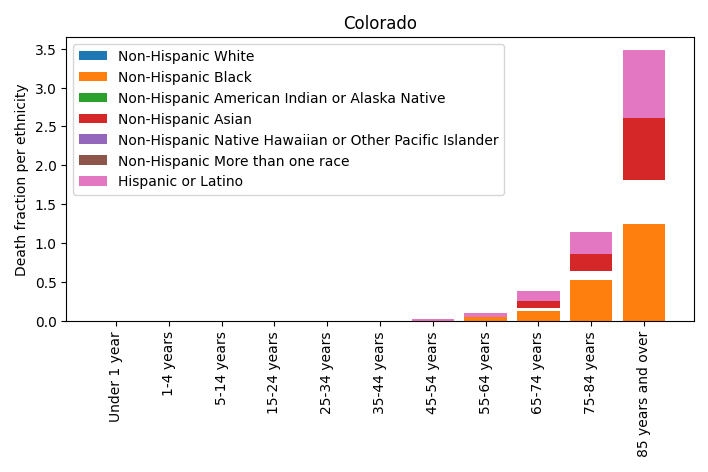 Colorado
Death fraction per ethnicity
3.5
3.0
2.5
2.0
1.5
1.0
0.5
0.0
Non-Hispanic White
Non-Hispanic Black
Non-Hispanic American Indian or Alaska Native
Non-Hispanic Asian
Non-Hispanic Native Hawaiian or Other Pacific Islander
Non-Hispanic More than one race
Hispanic or Latino
Under 1 year
1-4 years
5-14 years
15-24 years
25-34 years
35-44 years
45-54 years
55-64 years
65-74 years
75-84 years
85 years and over